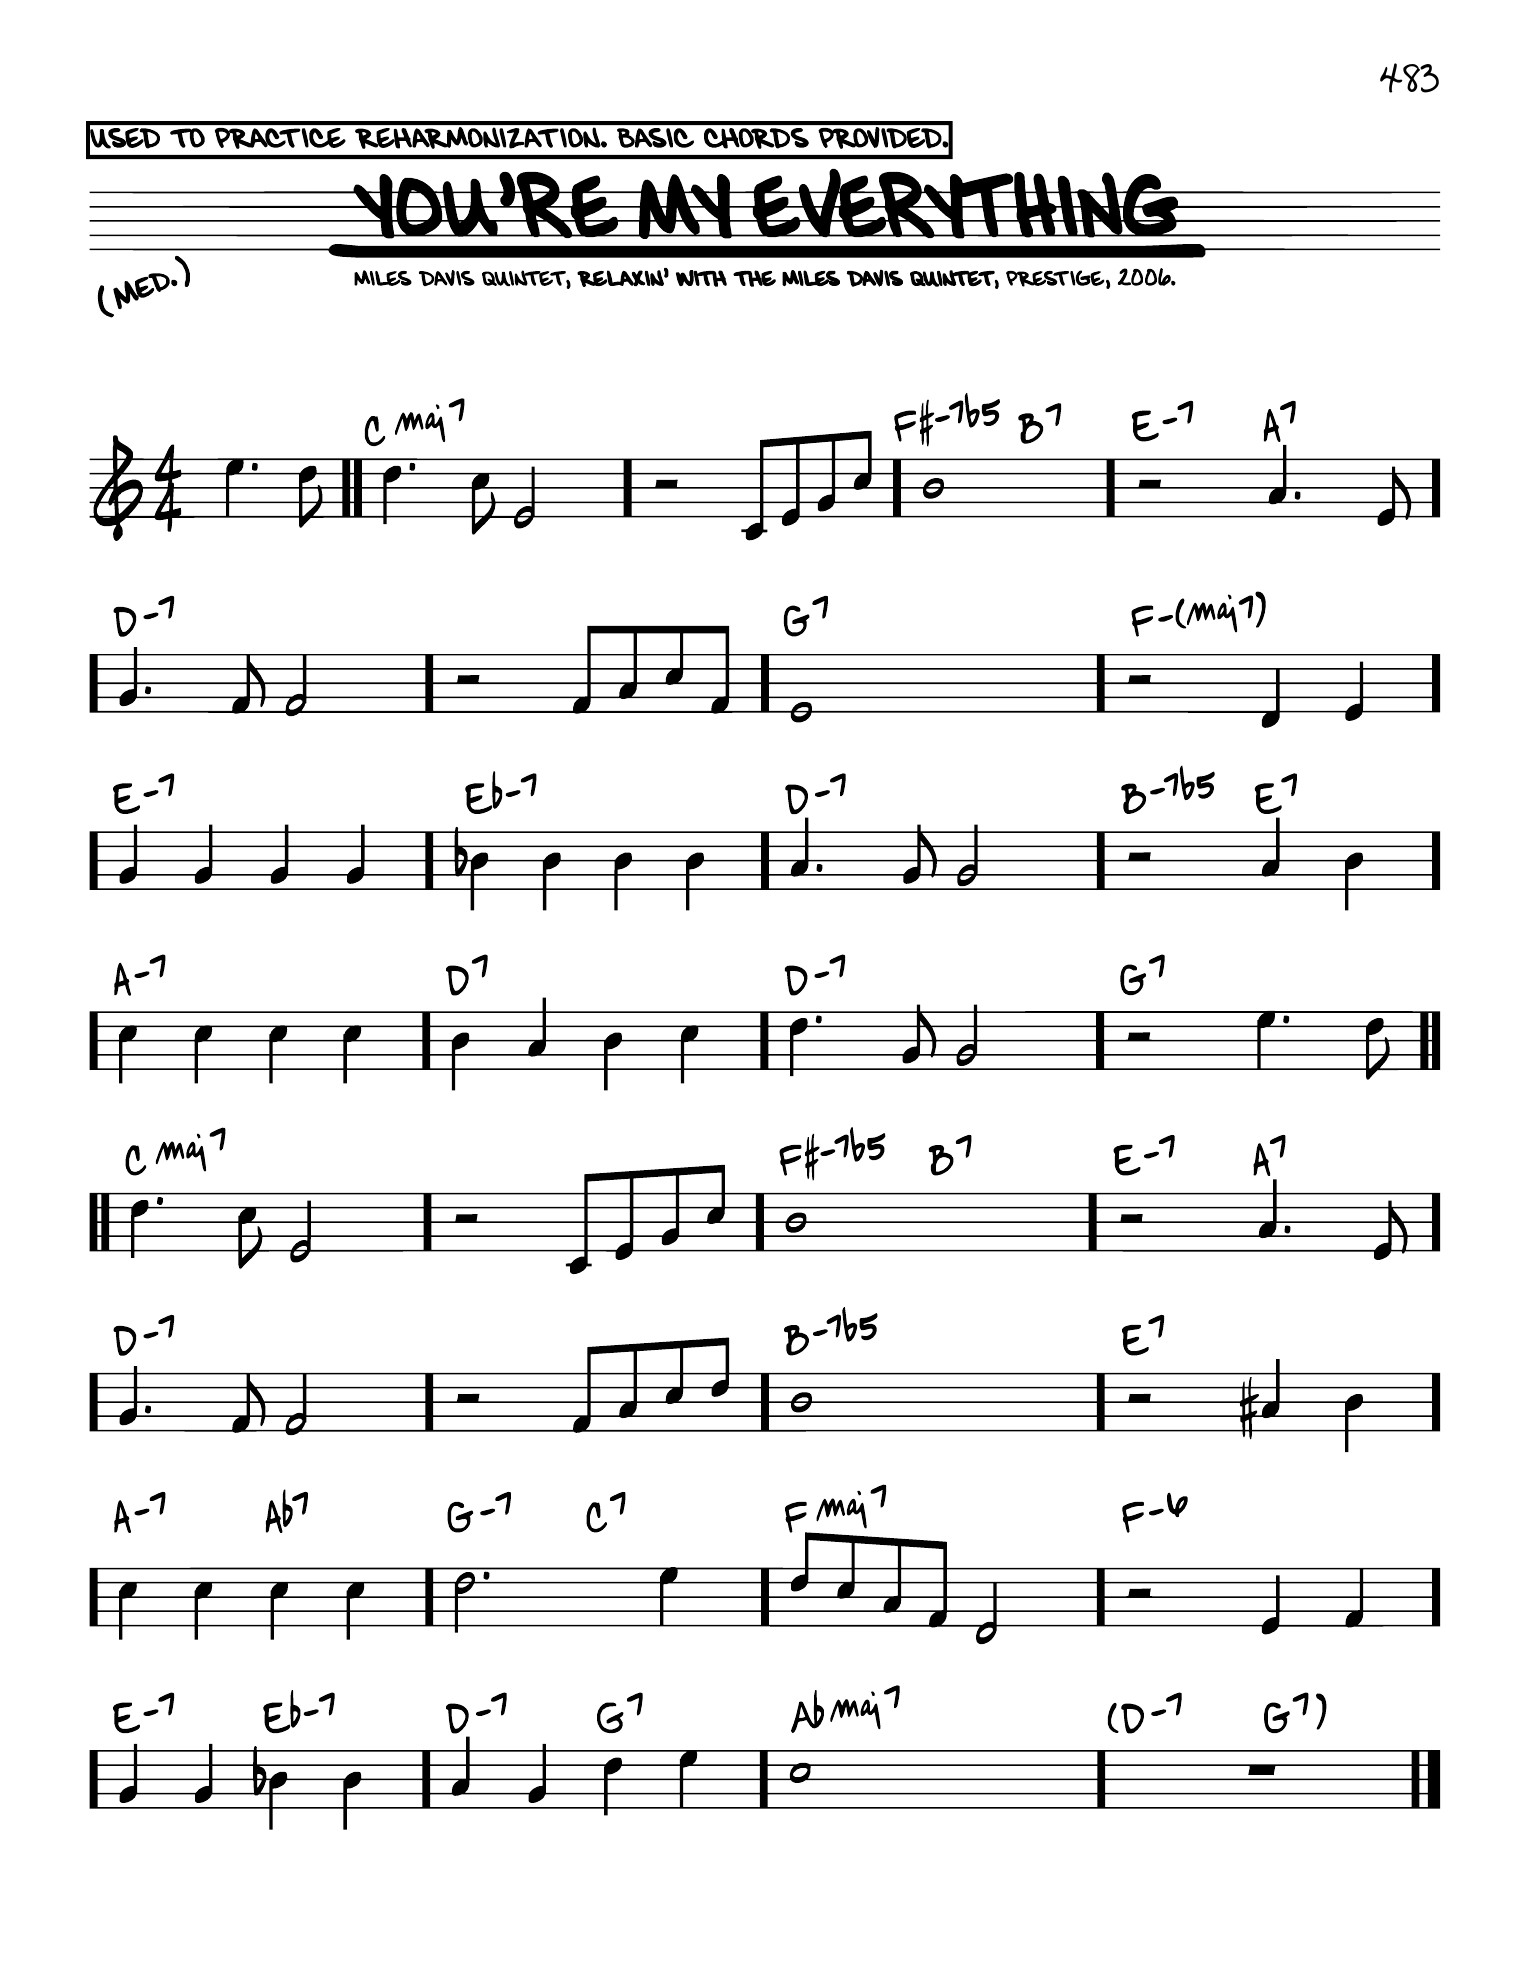 483
USED TO PRACTICE REHARMONIZATION. BASIC CHORDS PROVIDED.
YOU'RE MY EVERYTHING
(MED.)
MILES DAVIS QUINTET, RELAXIN' WITH THE MILES DAVIS QUINTET, PRESTIGE, 2006.
C maj7 F#-7b5 B7 E-7 A7
4
4
D-7 G7 F-(maj7)
E-7 Eb-7 D-7 B-7b5 E7
A-7 D7 D-7 G7
C maj7 F#-7b5 B7 E-7 A7
D-7 B-7b5 E7
A-7 Ab7 G-7 C7 F maj7 F-6
E-7 Eb-7 D-7 G7 Ab maj7 (D-7 G7)